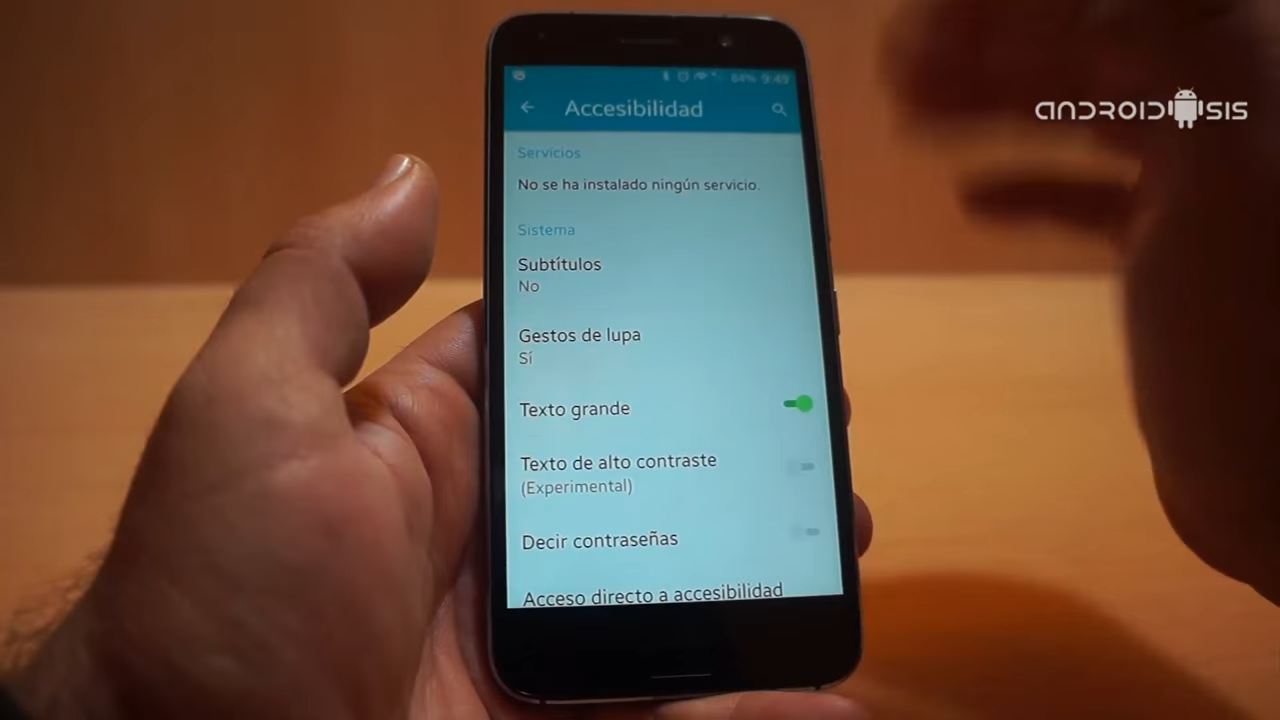 ANDROIDSIS
84% 9:49
Accesibilidad
Servicios
No se ha instalado ningún servicio.
Sistema
Subtítulos
No
Gestos de lupa
Sí
Texto grande
Texto de alto contraste
(Experimental)
Decir contraseñas
Acceso directo a accesibilidad